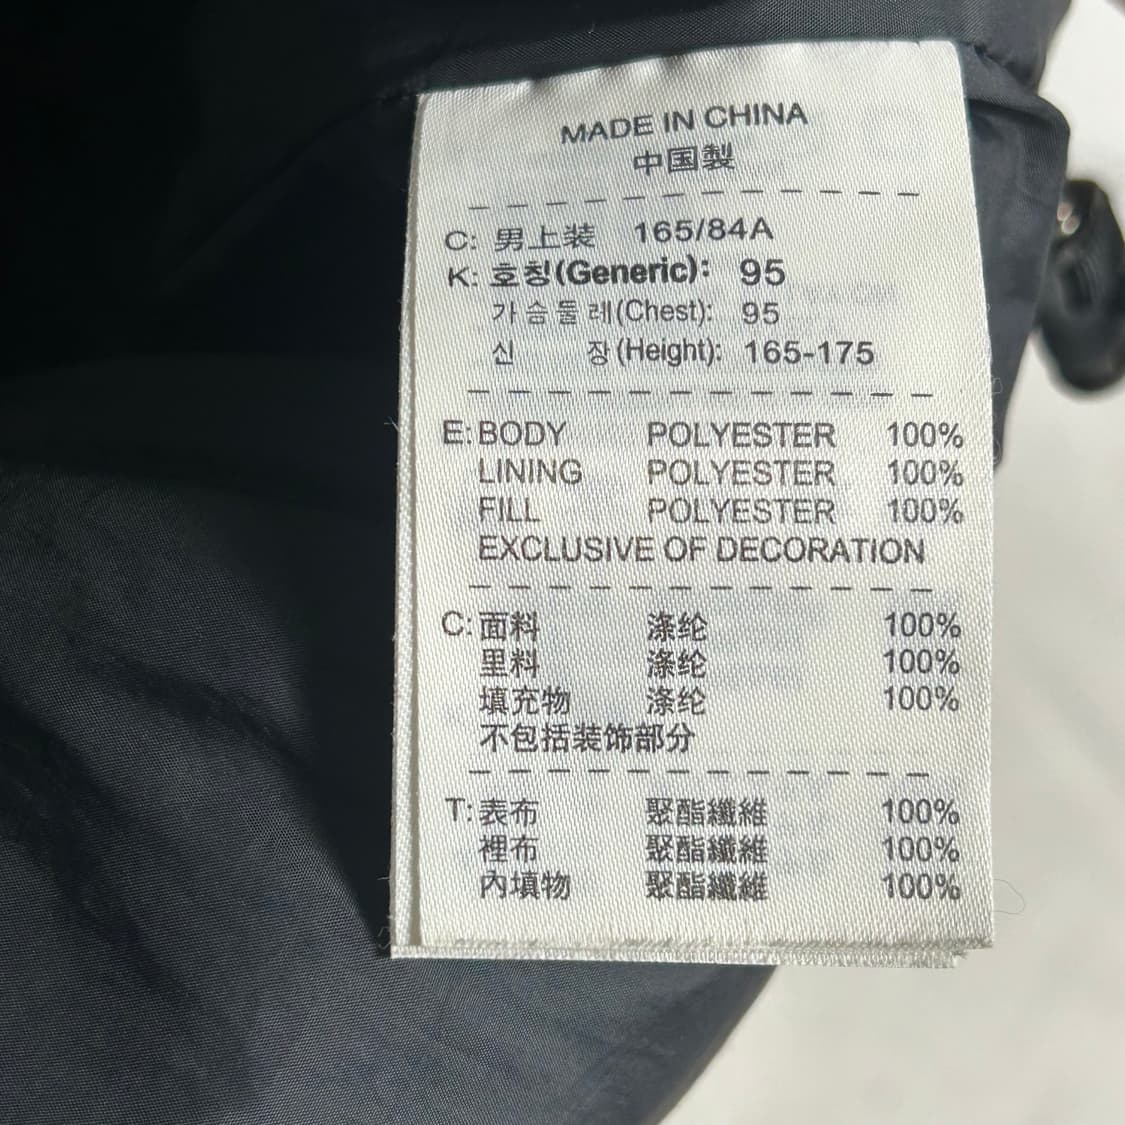 MADE IN CHINA
中国製
C: 男上装 165/84A
K: 호칭(Generic): 95
가슴둘레(Chest): 95
신 장(Height): 165-175
E: BODY POLYESTER 100%
LINING POLYESTER 100%
FILL POLYESTER 100%
EXCLUSIVE OF DECORATION
C: 面料 涤纶 100%
里料 涤纶 100%
填充物 涤纶 100%
不包括装饰部分
T: 表布 聚酯纖維 100%
裡布 聚酯纖維 100%
內填物 聚酯纖維 100%